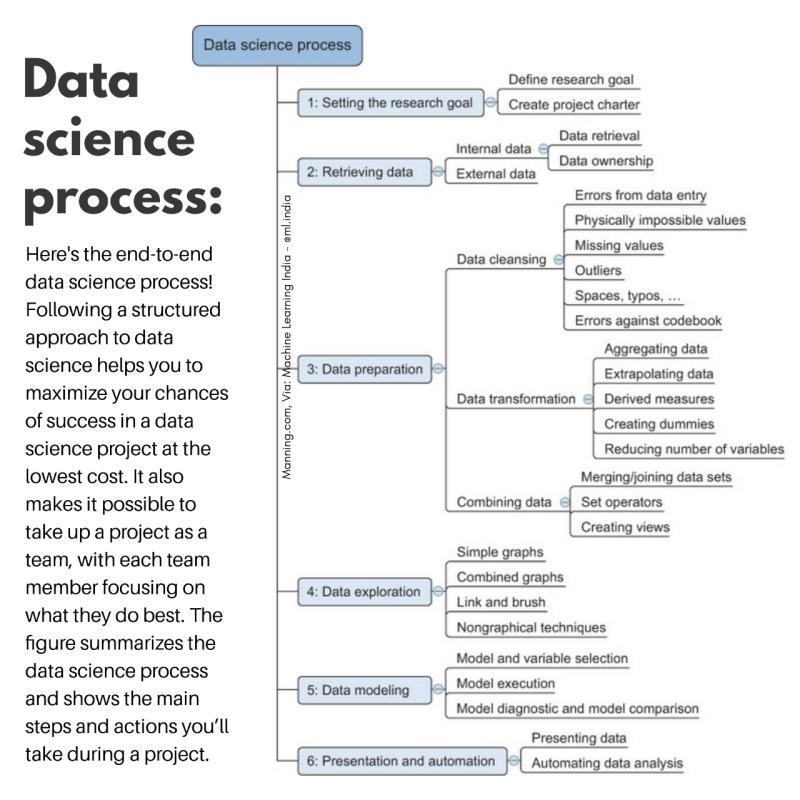 Data
science
process:
Here's the end-to-end
data science process!
Following a structured
approach to data
science helps you to
maximize your chances
of success in a data
science project at the
lowest cost. It also
makes it possible to
take up a project as a
team, with each team
member focusing on
what they do best. The
figure summarizes the
data science process
and shows the main
steps and actions you’ll
take during a project.
Manning.com, Via: Machine Learning India - @ml.india
Data science process
1: Setting the research goal
Define research goal
Create project charter
2: Retrieving data
Internal data
Data retrieval
Data ownership
External data
3: Data preparation
Data cleansing
Errors from data entry
Physically impossible values
Missing values
Outliers
Spaces, typos, …
Errors against codebook
Data transformation
Aggregating data
Extrapolating data
Derived measures
Creating dummies
Reducing number of variables
Combining data
Merging/joining data sets
Set operators
Creating views
4: Data exploration
Simple graphs
Combined graphs
Link and brush
Nongraphical techniques
5: Data modeling
Model and variable selection
Model execution
Model diagnostic and model comparison
6: Presentation and automation
Presenting data
Automating data analysis